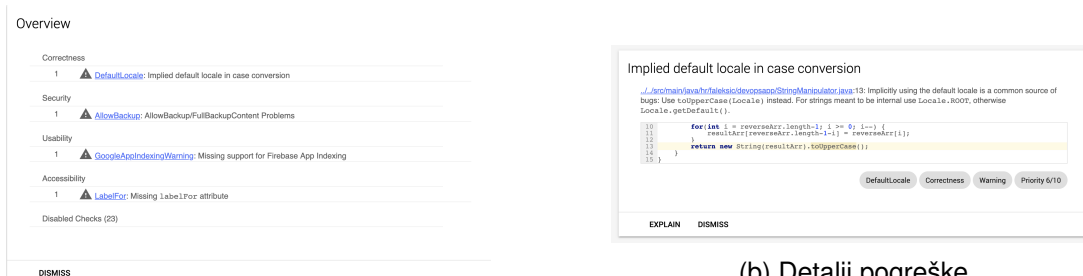 Overview
Correctness
1 DefaultLocale: Implied default locale in case conversion
Security
1 AllowBackup: AllowBackup/FullBackupContent Problems
Usability
1 GoogleAppIndexingWarning: Missing support for Firebase App Indexing
Accessibility
1 LabelFor: Missing labelFor attribute
Disabled Checks (23)
DISMISS
Implied default locale in case conversion
../../src/main/java/hr/faleksic/devopsapp/StringManipulator.java:13: Implicitly using the default locale is a common source of
bugs: Use toUpperCase(Locale) instead. For strings meant to be internal use Locale.ROOT, otherwise
Locale.getDefault().
10 for(int i = reverseArr.length-1; i >= 0; i--) {
11 resultArr[reverseArr.length-1-i] = reverseArr[i];
12 }
13 return new String(resultArr).toUpperCase();
14 }
15 }
DefaultLocale Correctness Warning Priority 6/10
EXPLAIN DISMISS
(b) Detalji pogreške